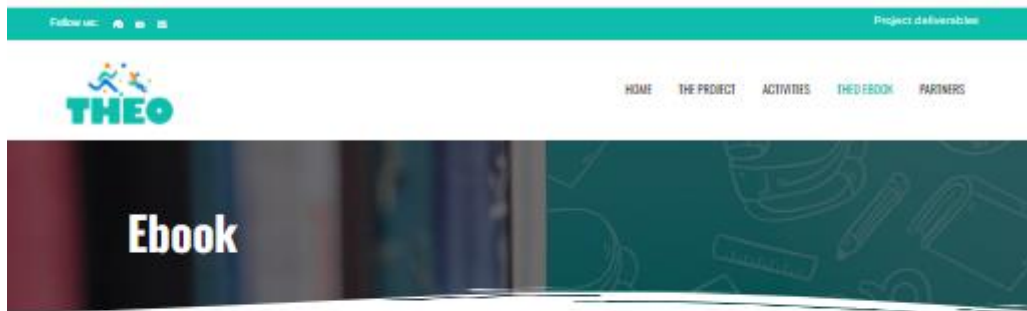 Follow us:
Project deliverables
THEO
HOME THE PROJECT ACTIVITIES THEO EBOOK PARTNERS
Ebook